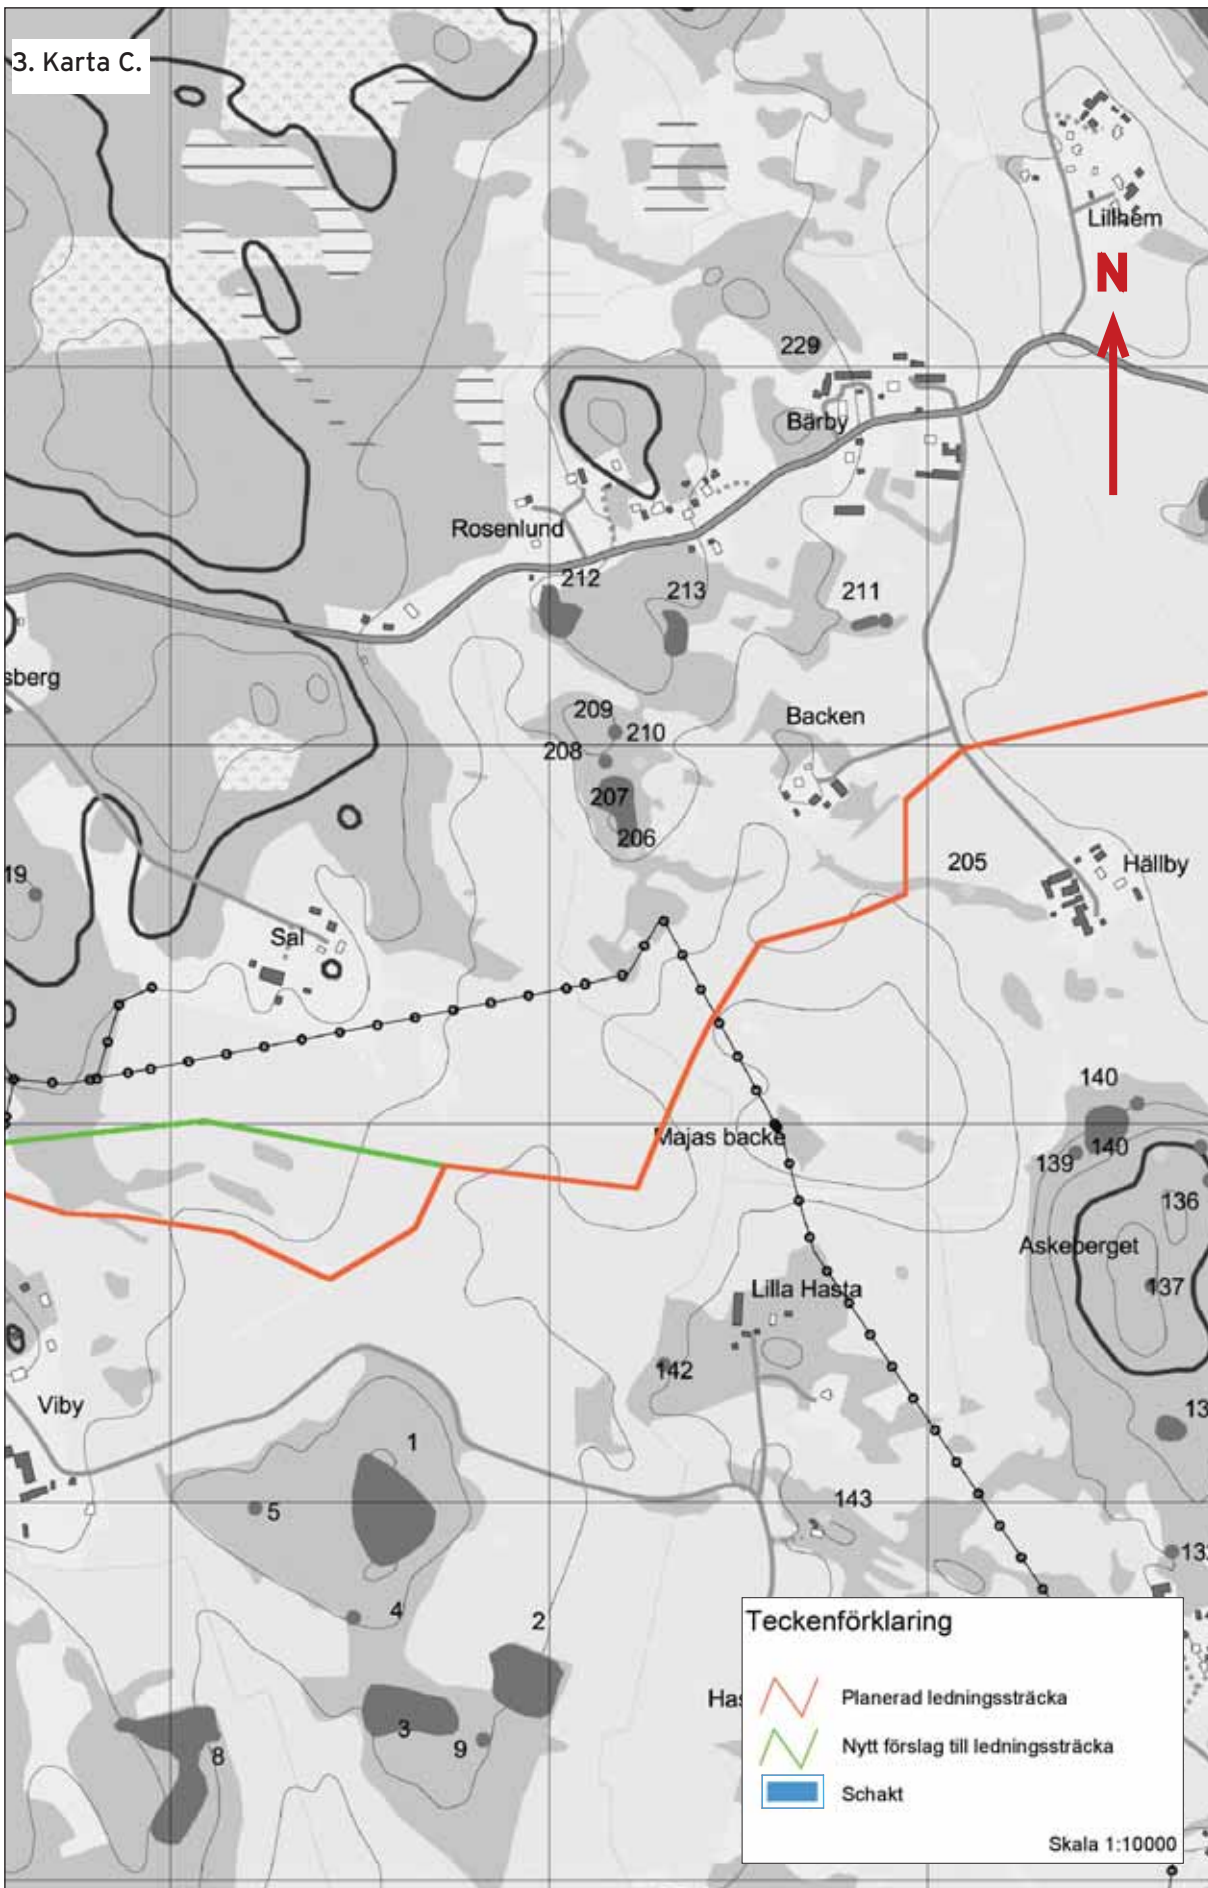 3. Karta C.
Lillhem
N
229
Bärby
Rosenlund
212
213
211
sberg
209
210
Backen
208
207
206
205
Hällby
19
Sal
140
Majas backe
140
139
136
Askeberget
137
Lilla Hasta
142
Viby
13
1
5
143
132
4
2
Teckenförklaring
Planerad ledningssträcka
Has
3
9
8
Nytt förslag till ledningssträcka
Schakt
Skala 1:10000